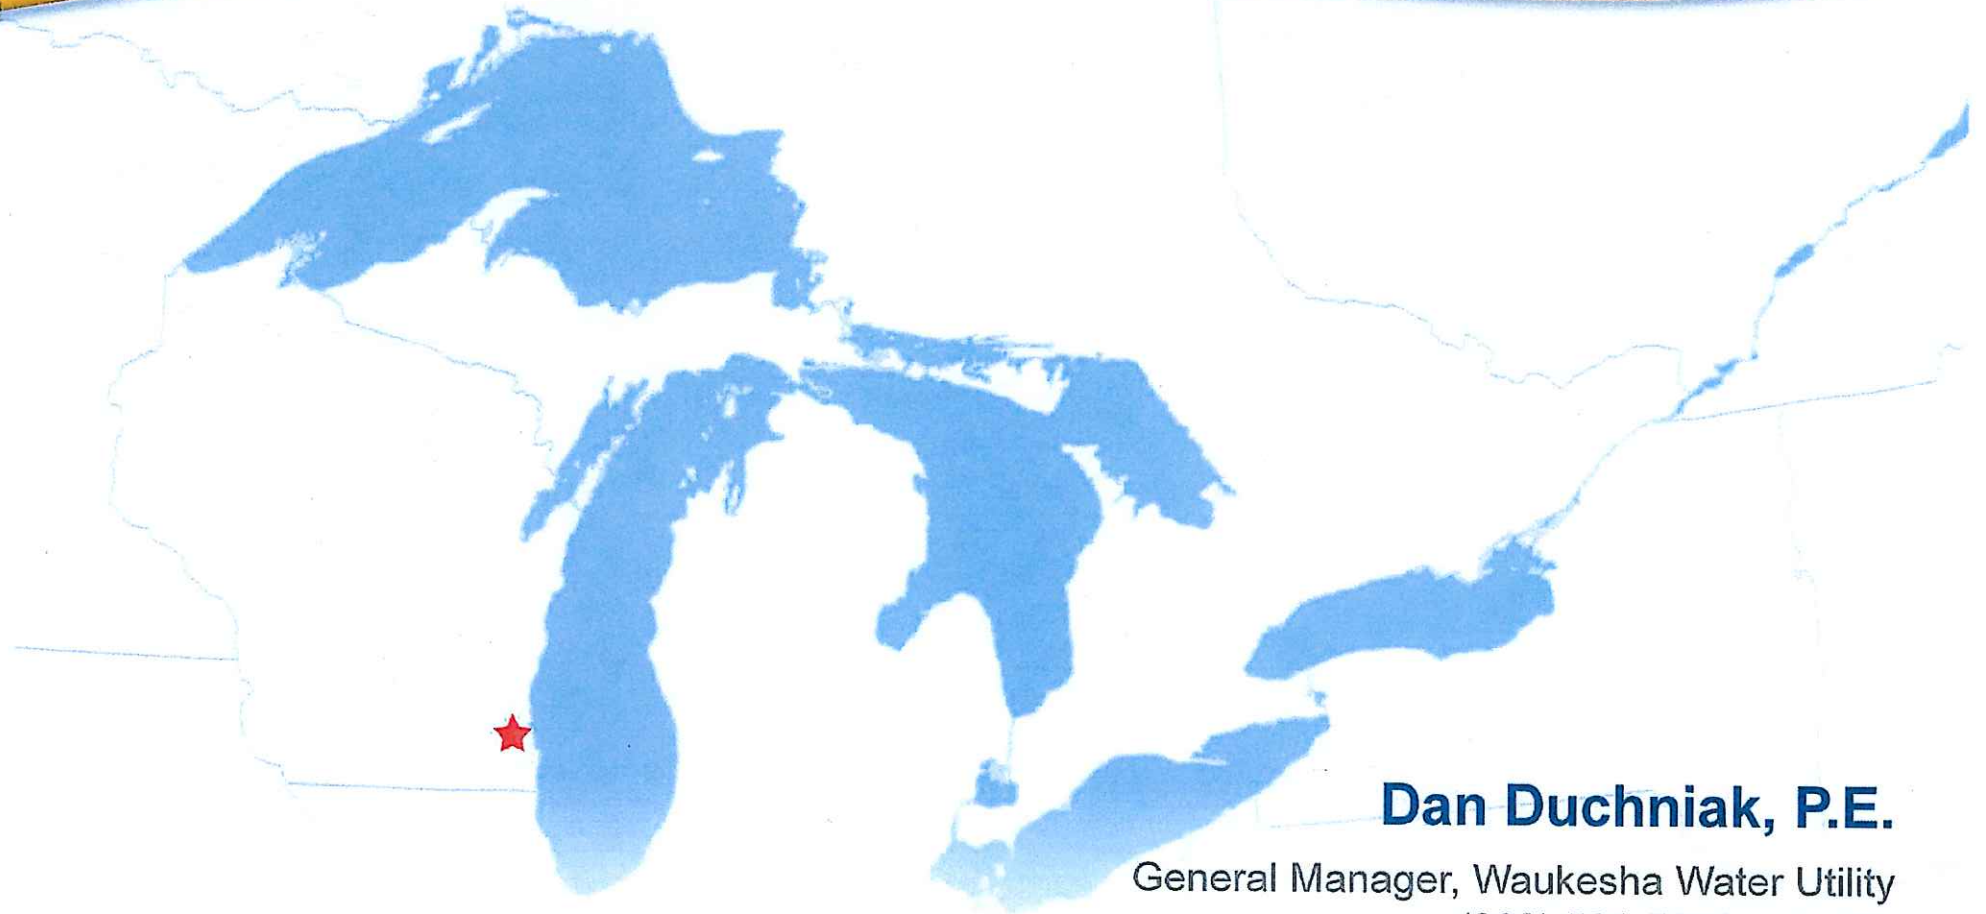 Dan Duchniak, P.E.
General Manager, Waukesha Water Utility